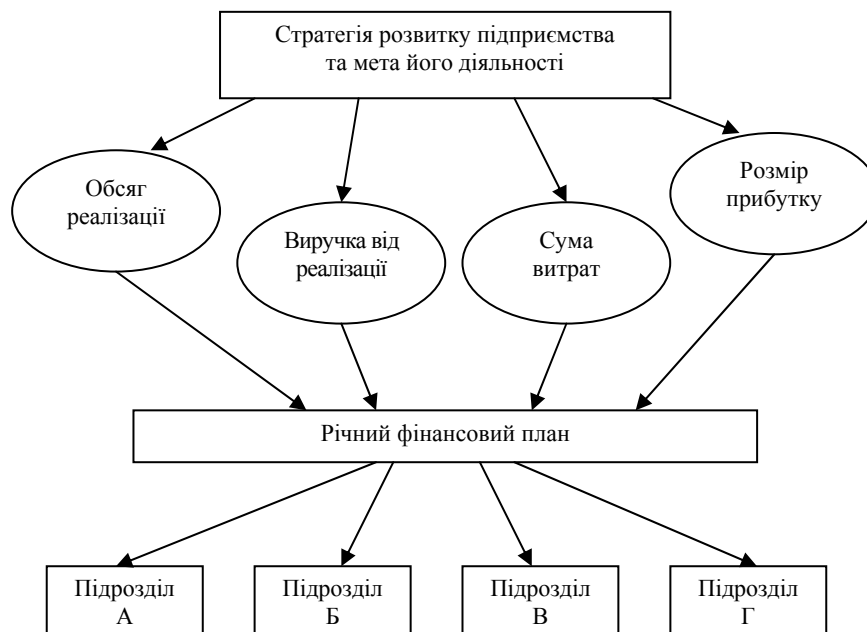 Стратегія розвитку підприємства
та мета його діяльності
Обсяг
реалізації
Виручка від
реалізації
Сума
витрат
Розмір
прибутку
Річний фінансовий план
Підрозділ
А
Підрозділ
Б
Підрозділ
В
Підрозділ
Г